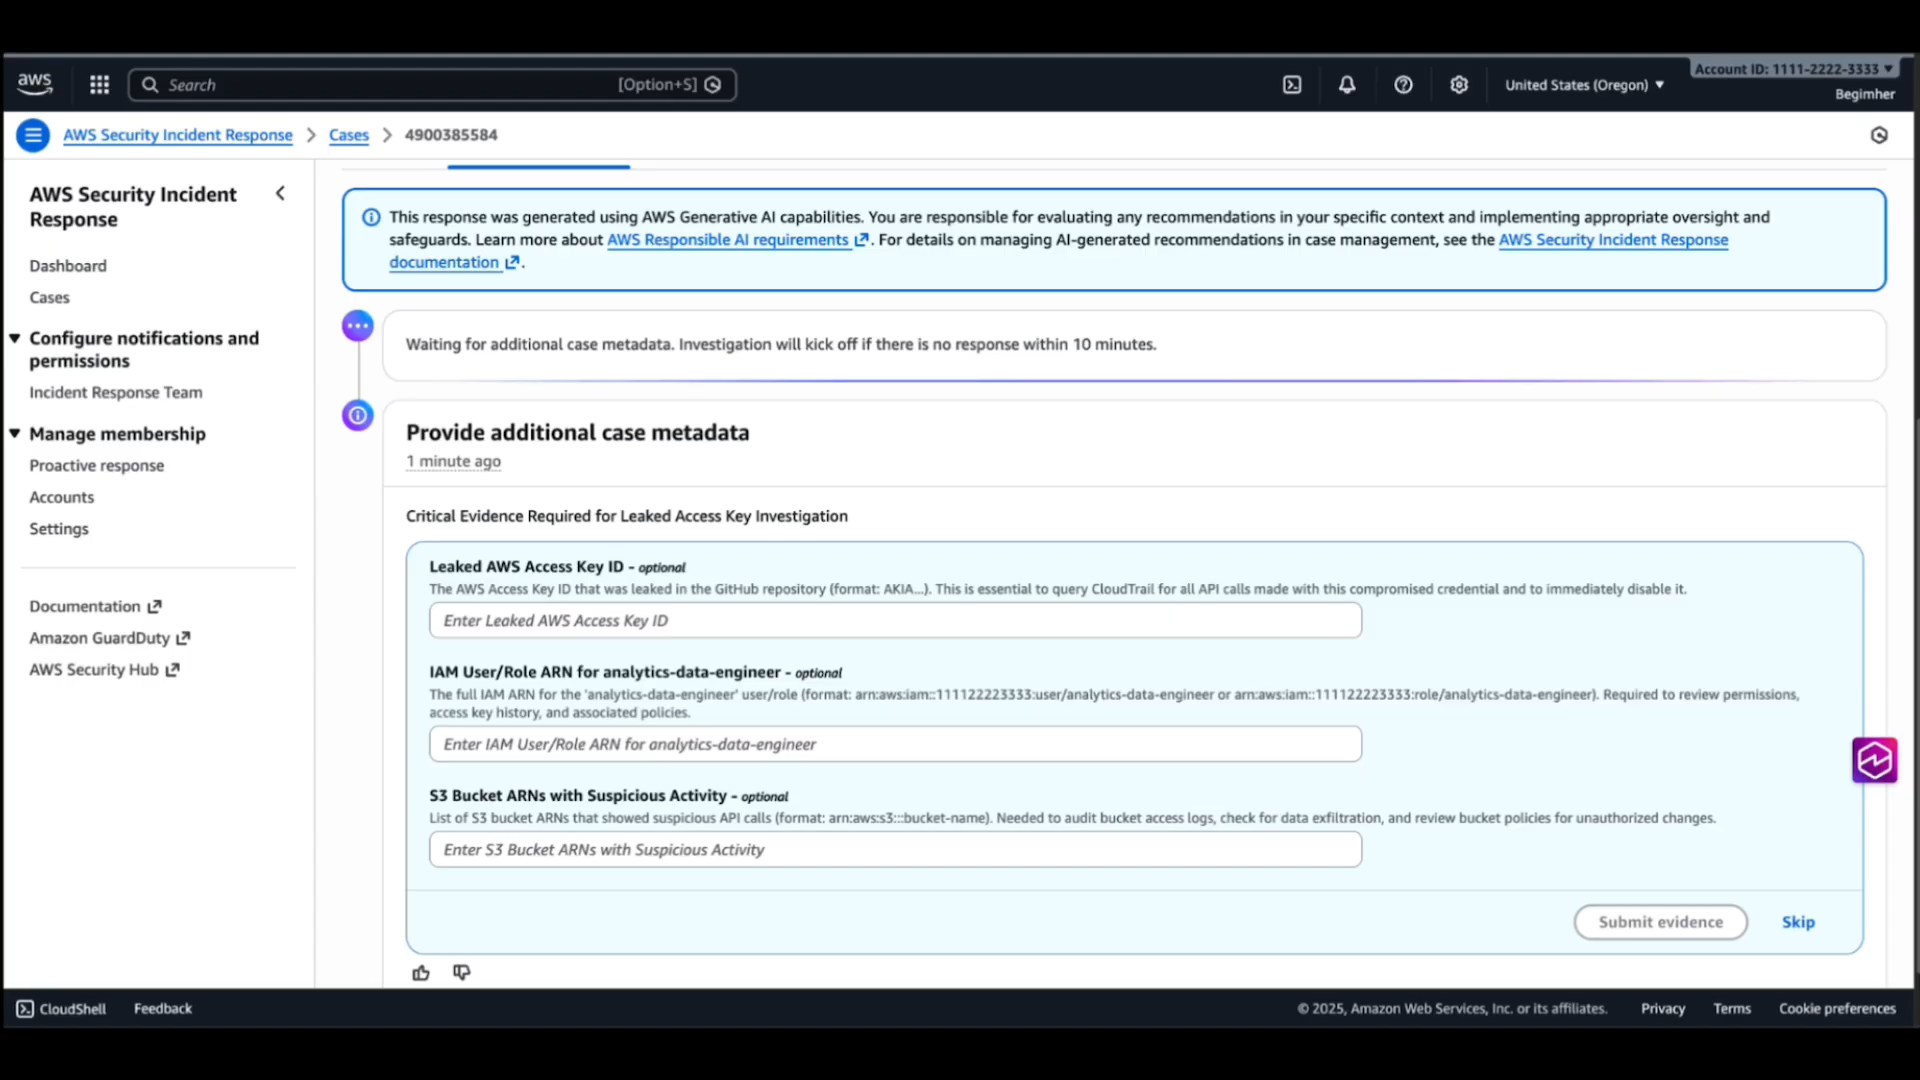 aws
Search
[Option+S]
United States (Oregon)
Account ID: 1111-2222-3333
Begimher
AWS Security Incident Response
Cases
4900385584
AWS Security Incident
Response
Dashboard
Cases
Configure notifications and
permissions
Incident Response Team
Manage membership
Proactive response
Accounts
Settings
Documentation
Amazon GuardDuty
AWS Security Hub
This response was generated using AWS Generative AI capabilities. You are responsible for evaluating any recommendations in your specific context and implementing appropriate oversight and
safeguards. Learn more about AWS Responsible AI requirements. For details on managing AI-generated recommendations in case management, see the AWS Security Incident Response
documentation.
Waiting for additional case metadata. Investigation will kick off if there is no response within 10 minutes.
Provide additional case metadata
1 minute ago
Critical Evidence Required for Leaked Access Key Investigation
Leaked AWS Access Key ID - optional
The AWS Access Key ID that was leaked in the GitHub repository (format: AKIA...). This is essential to query CloudTrail for all API calls made with this compromised credential and to immediately disable it.
Enter Leaked AWS Access Key ID
IAM User/Role ARN for analytics-data-engineer - optional
The full IAM ARN for the 'analytics-data-engineer' user/role (format: arn:aws:iam::111122223333:user/analytics-data-engineer or arn:aws:iam::111122223333:role/analytics-data-engineer). Required to review permissions,
access key history, and associated policies.
Enter IAM User/Role ARN for analytics-data-engineer
S3 Bucket ARNs with Suspicious Activity - optional
List of S3 bucket ARNs that showed suspicious API calls (format: arn:aws:s3:::bucket-name). Needed to audit bucket access logs, check for data exfiltration, and review bucket policies for unauthorized changes.
Enter S3 Bucket ARNs with Suspicious Activity
Submit evidence
Skip
CloudShell
Feedback
© 2025, Amazon Web Services, Inc. or its affiliates.
Privacy
Terms
Cookie preferences